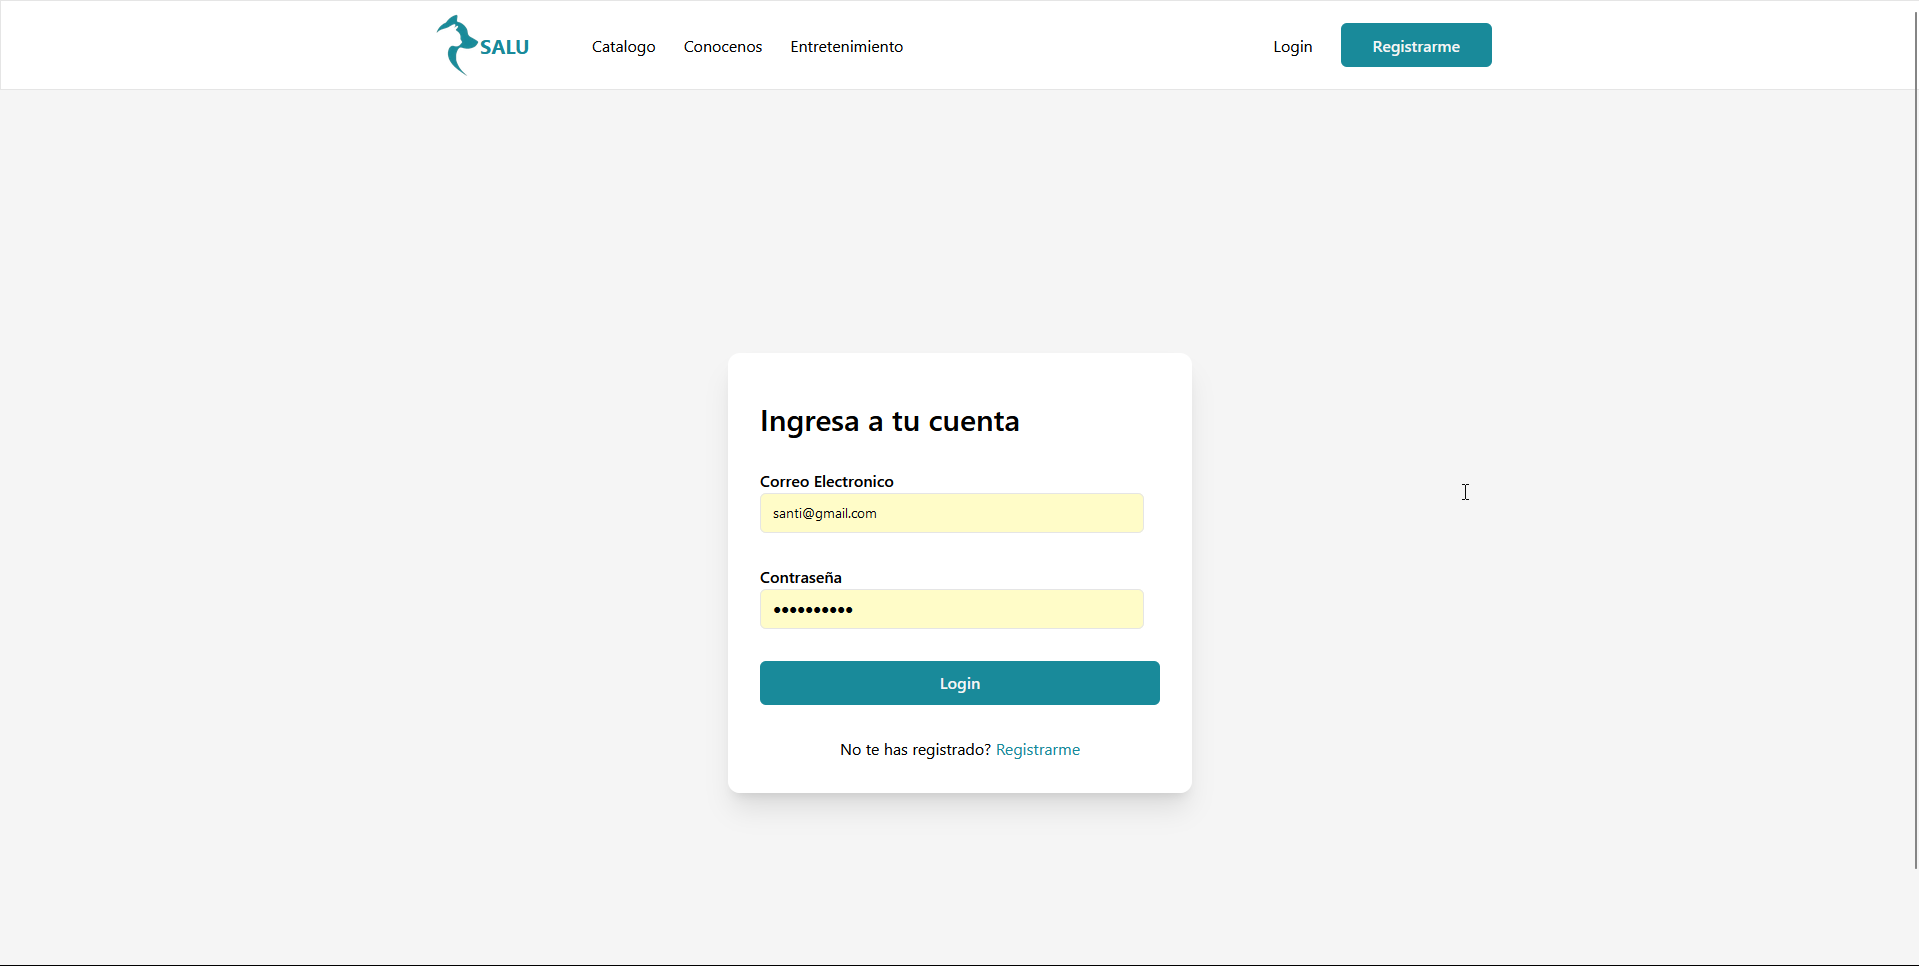 SALU
Catalogo
Conocenos
Entretenimiento
Login
Registrarme
Ingresa a tu cuenta
Correo Electronico
santi@gmail.com
Contraseña
••••••••••
Login
No te has registrado? Registrarme